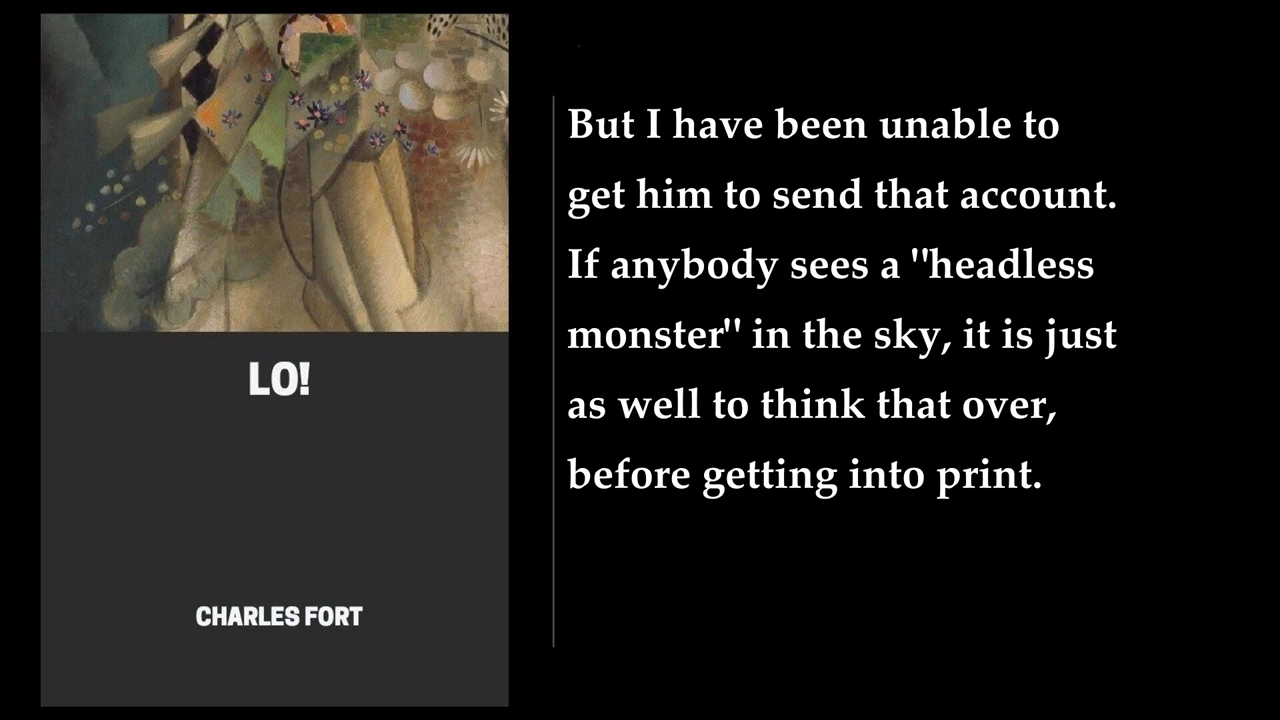 LO!
CHARLES FORT
But I have been unable to
get him to send that account.
If anybody sees a "headless
monster" in the sky, it is just
as well to think that over,
before getting into print.